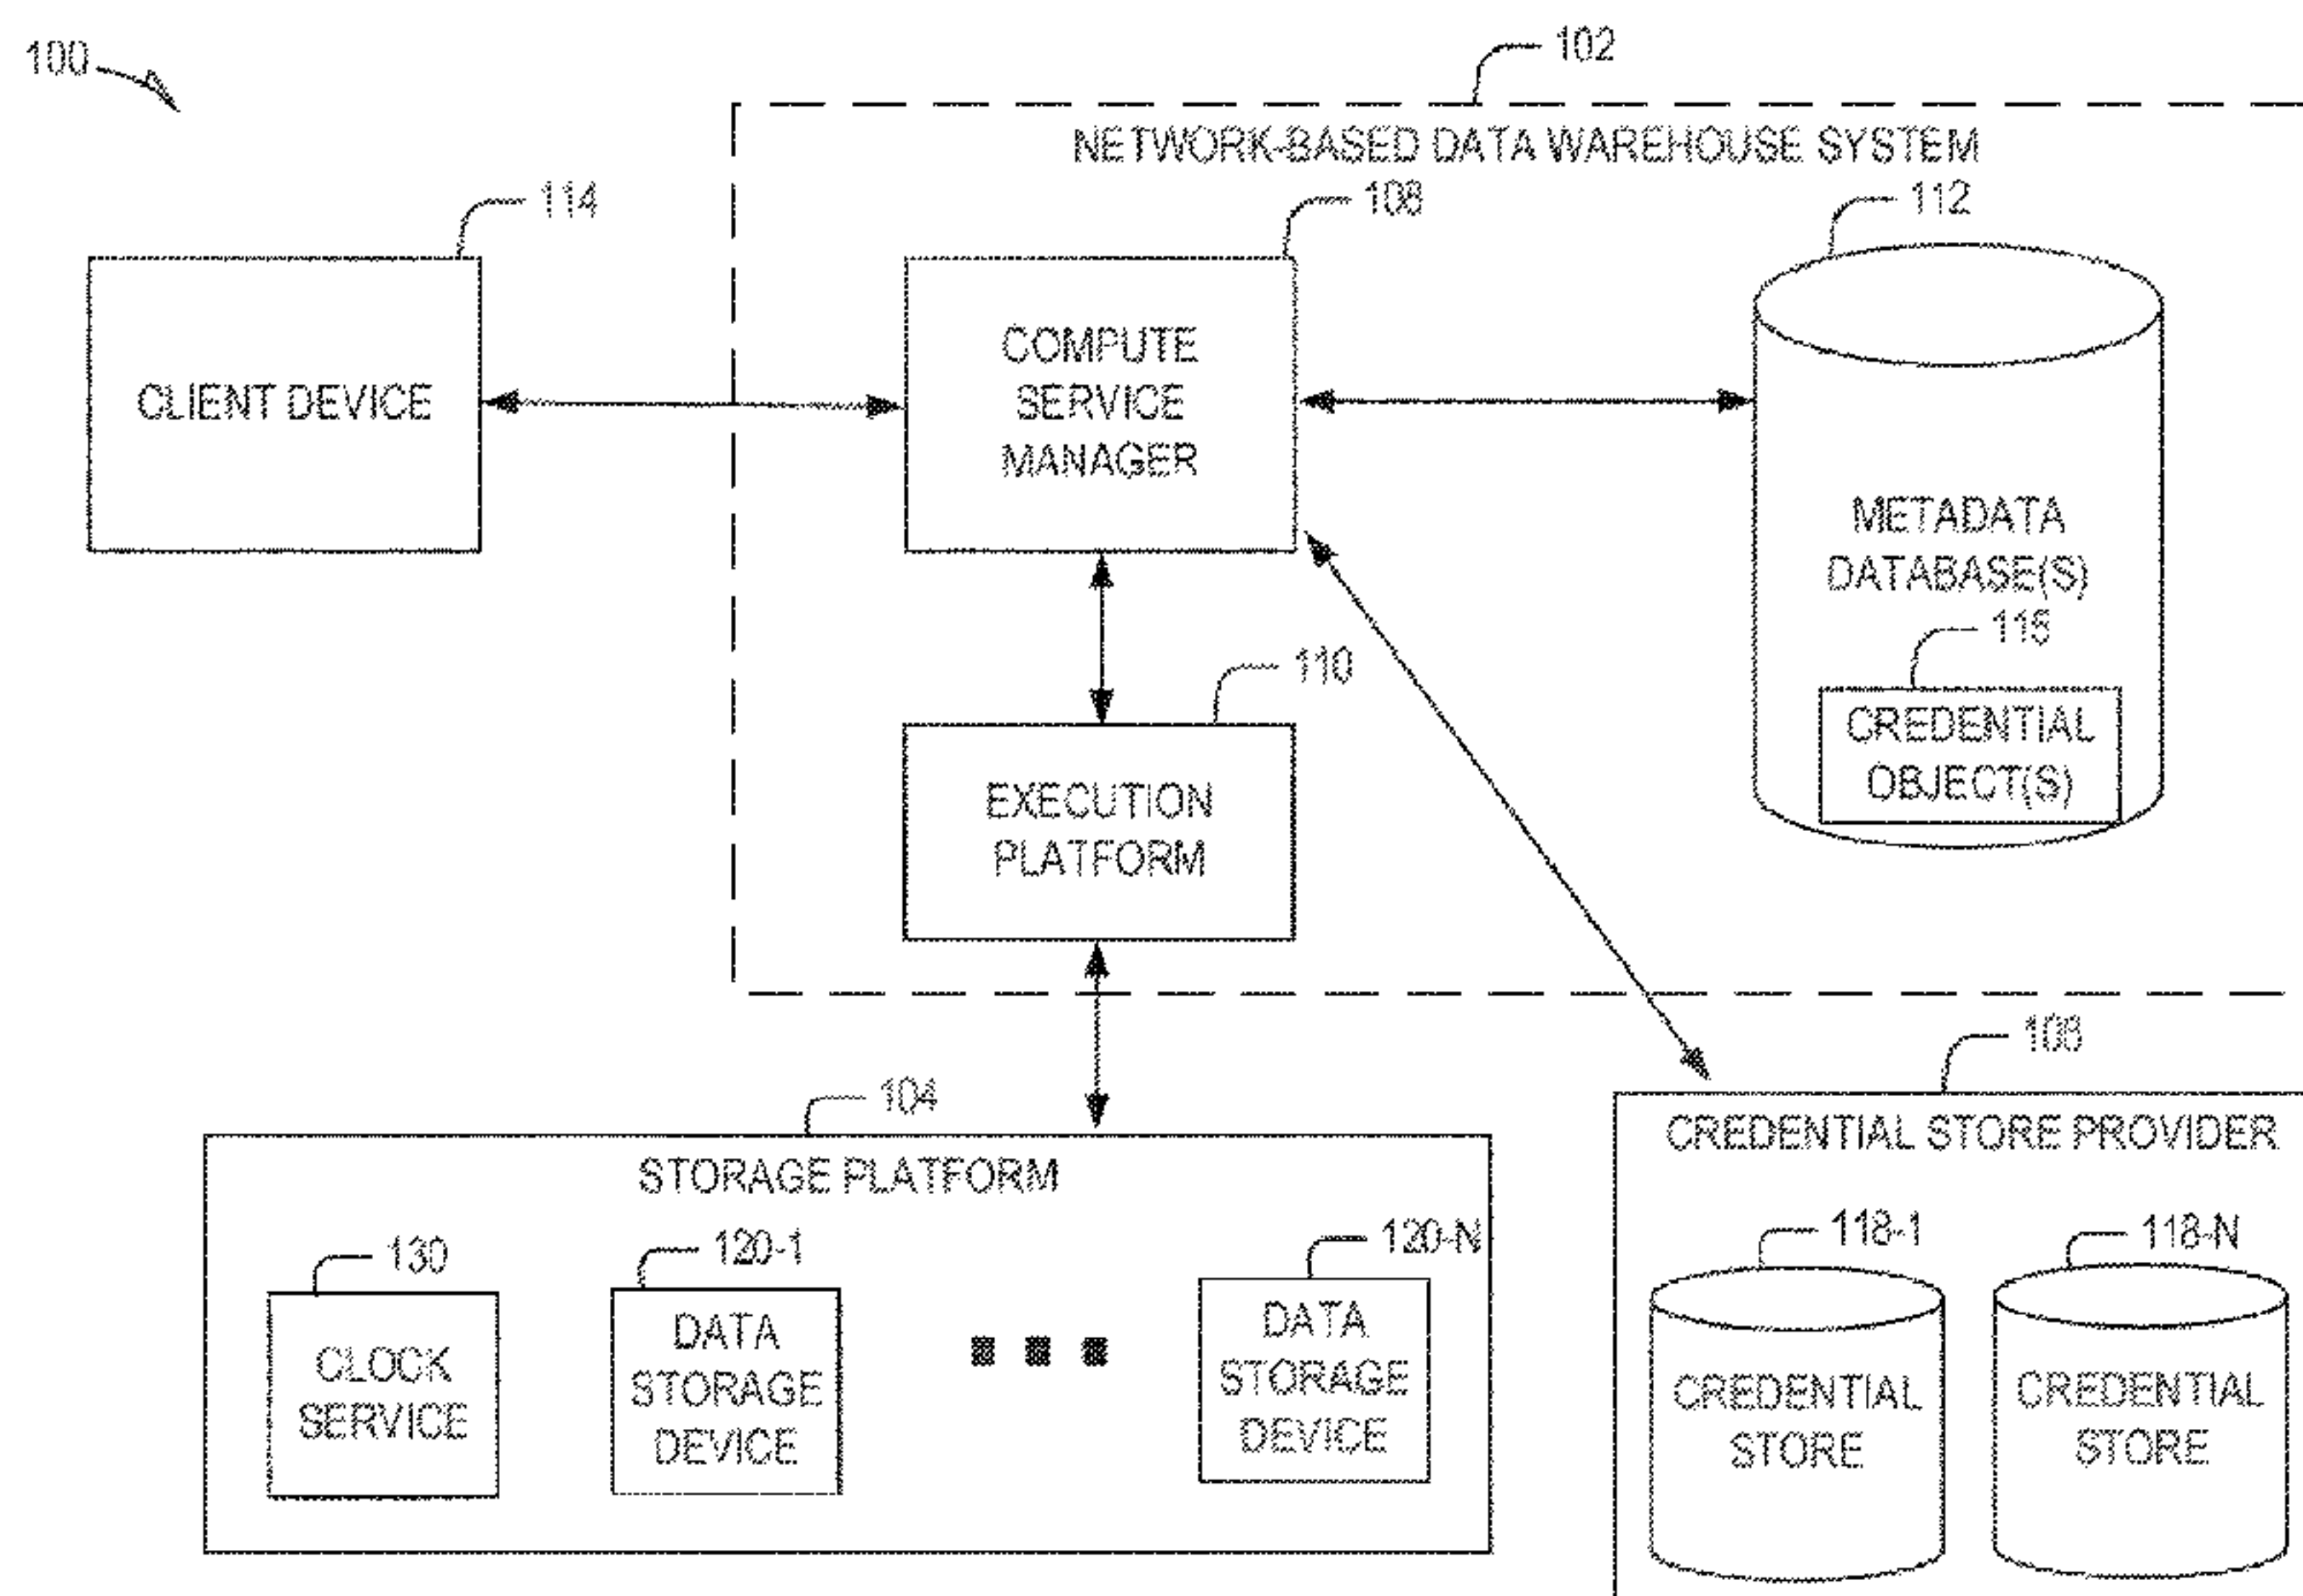 100
102
NETWORK-BASED DATA WAREHOUSE SYSTEM
114
108
112
CLIENT DEVICE
COMPUTE
SERVICE
MANAGER
METADATA
DATABASE(S)
116
CREDENTIAL
OBJECT(S)
110
EXECUTION
PLATFORM
104
STORAGE PLATFORM
130
CLOCK
SERVICE
120-1
DATA
STORAGE
DEVICE
120-N
DATA
STORAGE
DEVICE
106
CREDENTIAL STORE PROVIDER
118-1
CREDENTIAL
STORE
118-N
CREDENTIAL
STORE